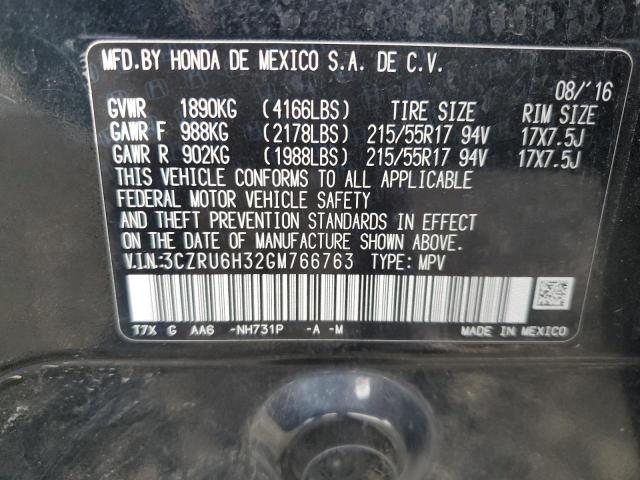 MFD.BY HONDA DE MEXICO S.A. DE C.V.
08/'16
GVWR 1890KG (4166LBS) TIRE SIZE RIM SIZE
GAWR F 988KG (2178LBS) 215/55R17 94V 17X7.5J
GAWR R 902KG (1988LBS) 215/55R17 94V 17X7.5J
THIS VEHICLE CONFORMS TO ALL APPLICABLE
FEDERAL MOTOR VEHICLE SAFETY
AND THEFT PREVENTION STANDARDS IN EFFECT
ON THE DATE OF MANUFACTURE SHOWN ABOVE.
V.I.N:3CZRU6H32GM766763 TYPE: MPV
T7X G AA6 -NH731P -A -M MADE IN MEXICO